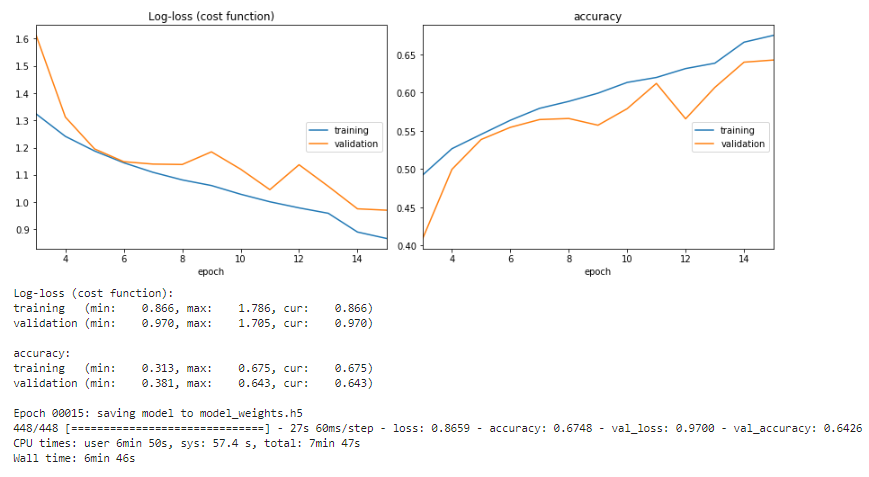 Log-loss (cost function)
1.6
1.5
1.4
1.3
1.2
1.1
1.0
0.9
4 6 8 10 12 14
epoch
training
validation
accuracy
0.65
0.60
0.55
0.50
0.45
0.40
4 6 8 10 12 14
epoch
training
validation
Log-loss (cost function):
training   (min:    0.866, max:    1.786, cur:    0.866)
validation (min:    0.970, max:    1.705, cur:    0.970)
accuracy:
training   (min:    0.313, max:    0.675, cur:    0.675)
validation (min:    0.381, max:    0.643, cur:    0.643)
Epoch 00015: saving model to model_weights.h5
448/448 [==============================] - 27s 60ms/step - loss: 0.8659 - accuracy: 0.6748 - val_loss: 0.9700 - val_accuracy: 0.6426
CPU times: user 6min 50s, sys: 57.4 s, total: 7min 47s
Wall time: 6min 46s